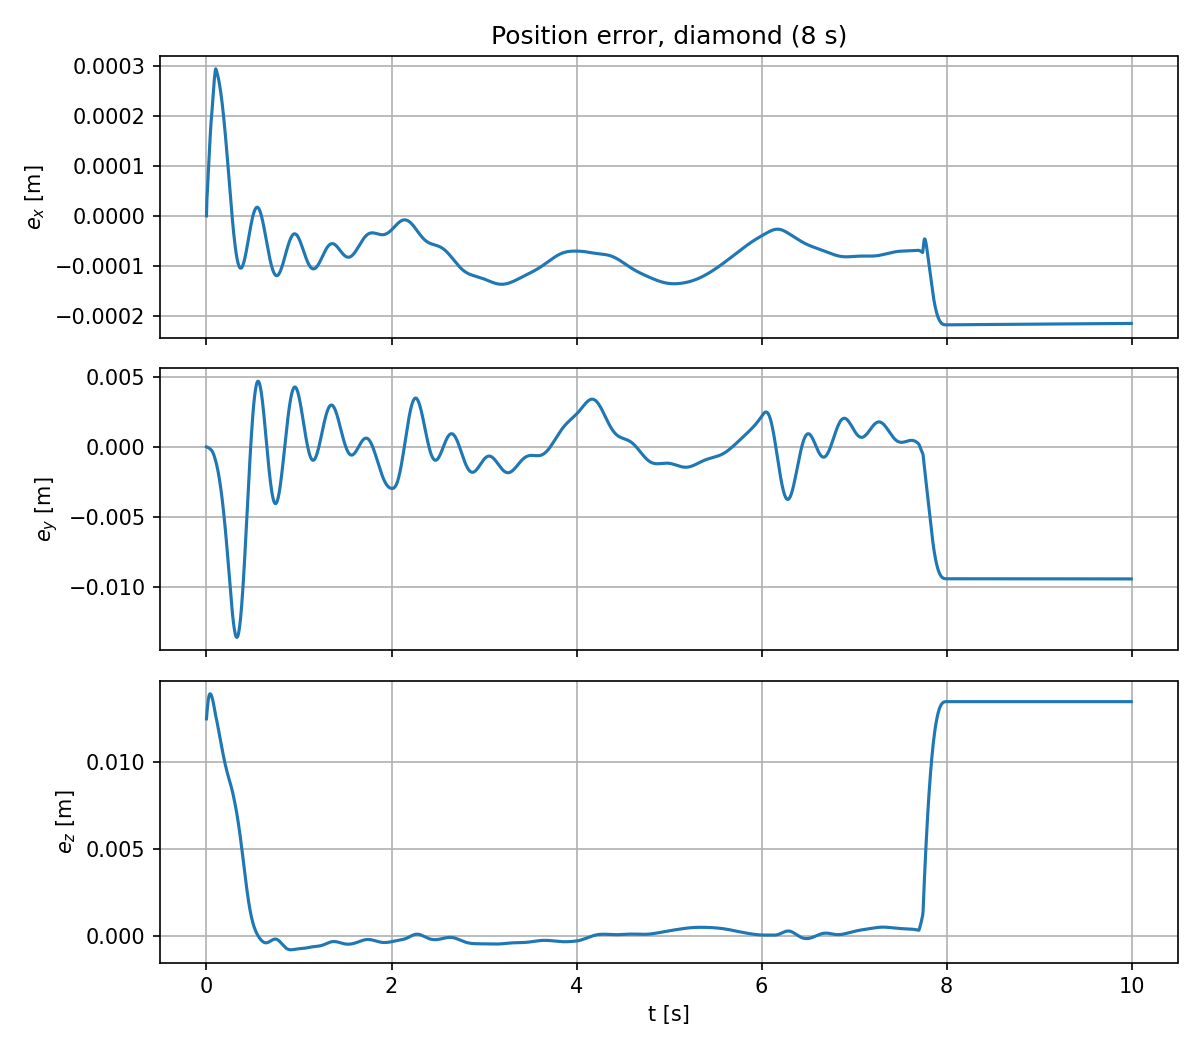 Position error, diamond (8 s)
0.0003
0.0002
0.0001
0.0000
−0.0001
−0.0002
e_x [m]
0.005
0.000
−0.005
−0.010
e_y [m]
0.010
0.005
0.000
e_z [m]
0 2 4 6 8 10
t [s]